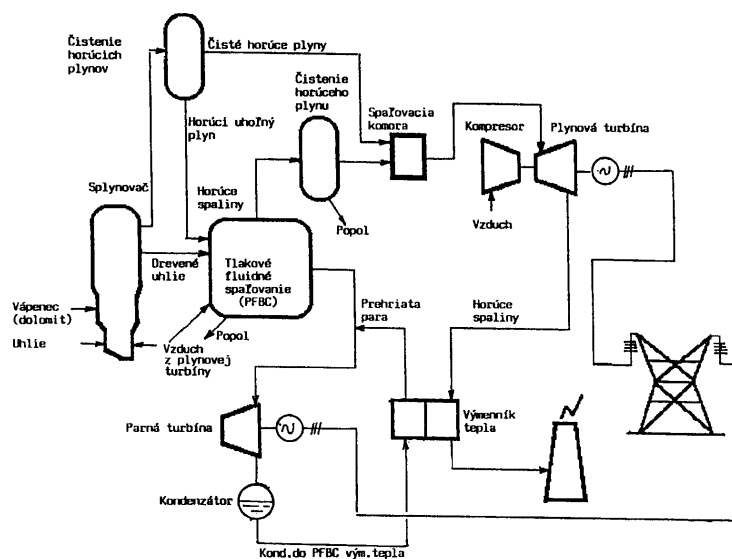 Čistenie
horúcich
plynov
Čisté horúce plyny
Čistenie
horúceho
plynu
Spaľovacia
komora
Kompresor
Plynová turbína
Horúci uhoľný
plyn
Splynovač
Horúce
spaliny
Popol
Vzduch
Drevené
uhlie
Tlakové
fluidné
spaľovanie
(PFBC)
Vápenec
(dolomit)
Uhlie
Vzduch
z plynovej
turbíny
Popol
Prehriata
para
Horúce
spaliny
Výmenník
tepla
Parná turbína
Kondenzátor
Kond.do PFBC vým.tepla